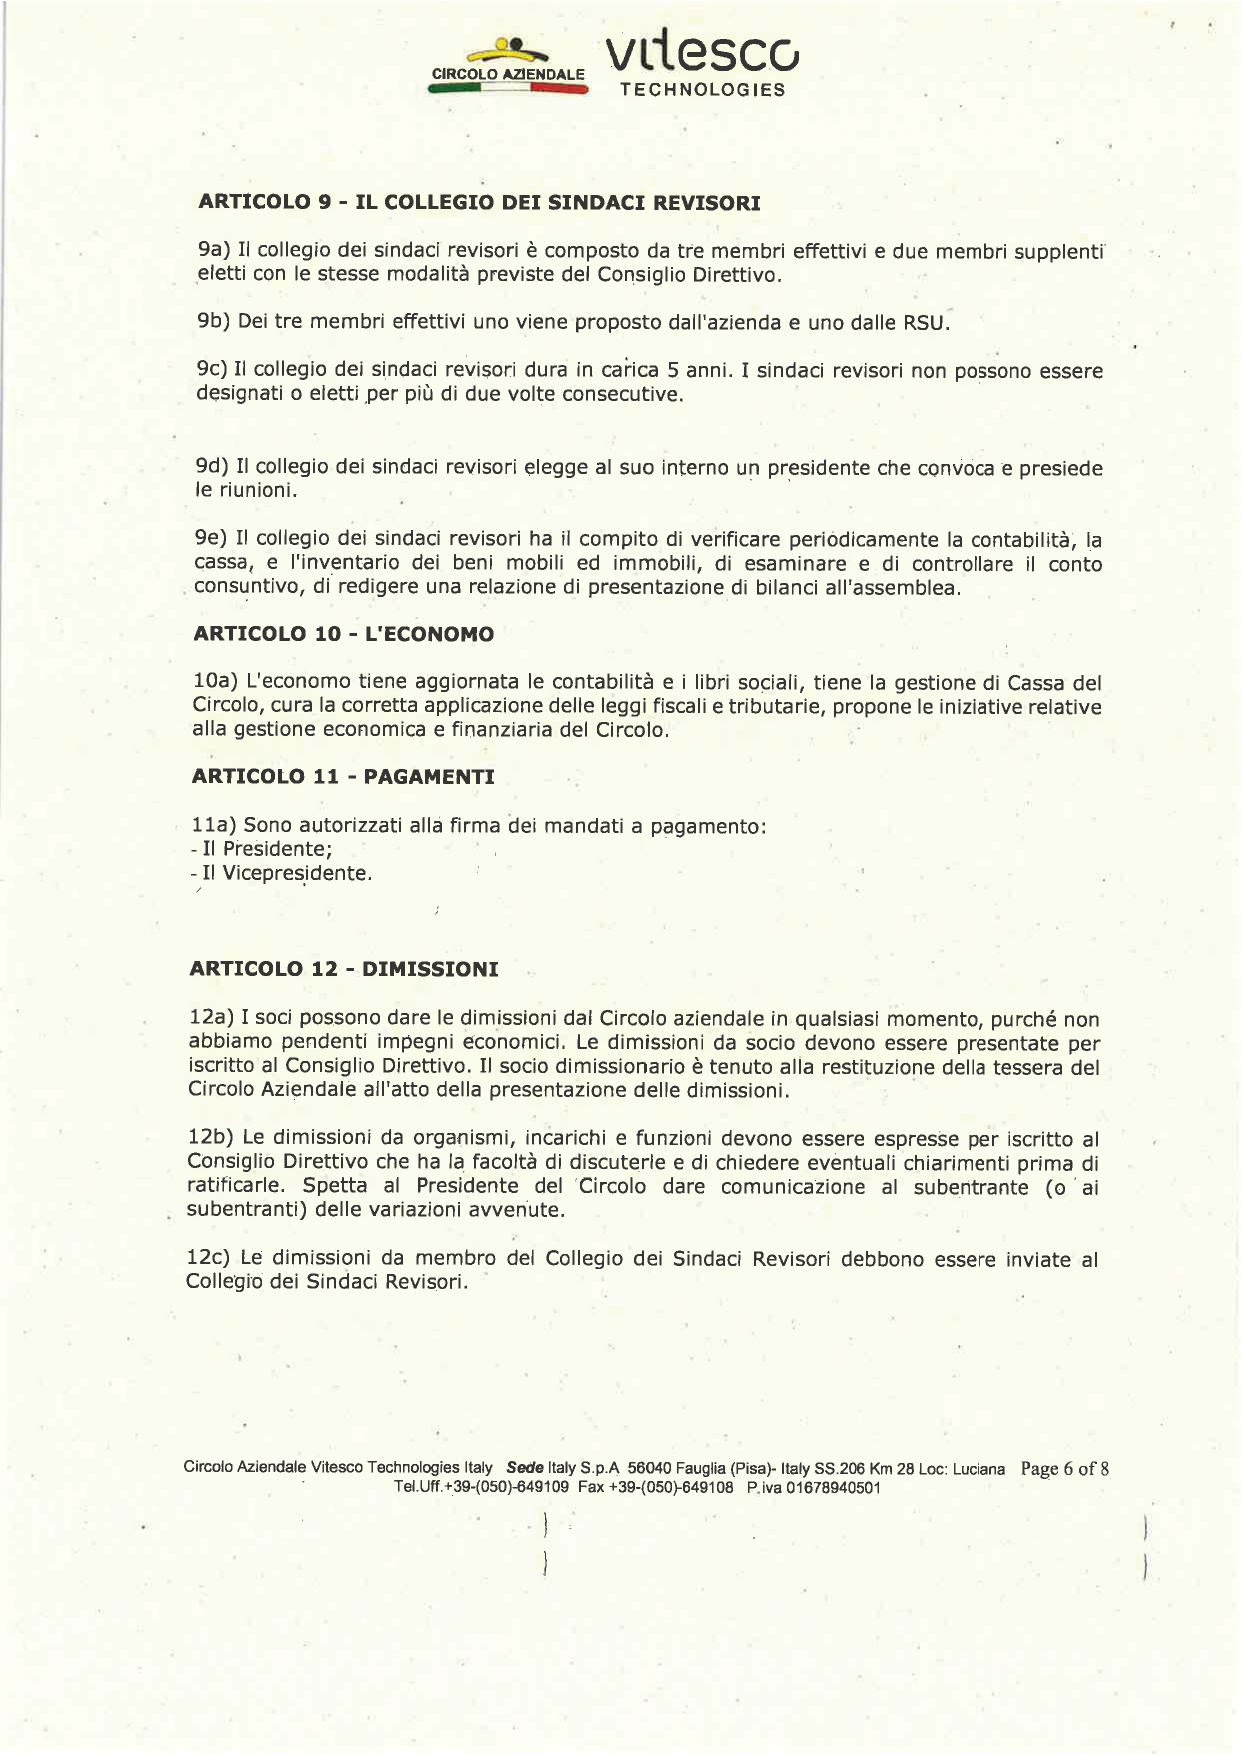 CIRCOLO AZIENDALE
vitesco
TECHNOLOGIES
ARTICOLO 9 - IL COLLEGIO DEI SINDACI REVISORI
9a) Il collegio dei sindaci revisori è composto da tre membri effettivi e due membri supplenti
eletti con le stesse modalità previste del Consiglio Direttivo.
9b) Dei tre membri effettivi uno viene proposto dall'azienda e uno dalle RSU.
9c) Il collegio dei sindaci revisori dura in carica 5 anni. I sindaci revisori non possono essere
designati o eletti per più di due volte consecutive.
9d) Il collegio dei sindaci revisori elegge al suo interno un presidente che convoca e presiede
le riunioni.
9e) Il collegio dei sindaci revisori ha il compito di verificare periodicamente la contabilità, la
cassa, e l'inventario dei beni mobili ed immobili, di esaminare e di controllare il conto
consuntivo, di redigere una relazione di presentazione di bilanci all'assemblea.
ARTICOLO 10 - L'ECONOMO
10a) L'economo tiene aggiornata le contabilità e i libri sociali, tiene la gestione di Cassa del
Circolo, cura la corretta applicazione delle leggi fiscali e tributarie, propone le iniziative relative
alla gestione economica e finanziaria del Circolo.
ARTICOLO 11 - PAGAMENTI
11a) Sono autorizzati alla firma dei mandati a pagamento:
- Il Presidente;
- Il Vicepresidente.
ARTICOLO 12 - DIMISSIONI
12a) I soci possono dare le dimissioni dal Circolo aziendale in qualsiasi momento, purché non
abbiamo pendenti impegni economici. Le dimissioni da socio devono essere presentate per
iscritto al Consiglio Direttivo. Il socio dimissionario è tenuto alla restituzione della tessera del
Circolo Aziendale all'atto della presentazione delle dimissioni.
12b) Le dimissioni da organismi, incarichi e funzioni devono essere espresse per iscritto al
Consiglio Direttivo che ha la facoltà di discuterle e di chiedere eventuali chiarimenti prima di
ratificarle. Spetta al Presidente del Circolo dare comunicazione al subentrante (o ai
subentranti) delle variazioni avvenute.
12c) Le dimissioni da membro del Collegio dei Sindaci Revisori debbono essere inviate al
Collegio dei Sindaci Revisori.
Circolo Aziendale Vitesco Technologies Italy Sede Italy S.p.A 56040 Fauglia (Pisa)- Italy SS.206 Km 28 Loc: Luciana Page 6 of 8
Tel.Uff.+39-(050)-649109 Fax +39-(050)-649108 P.iva 01678940501